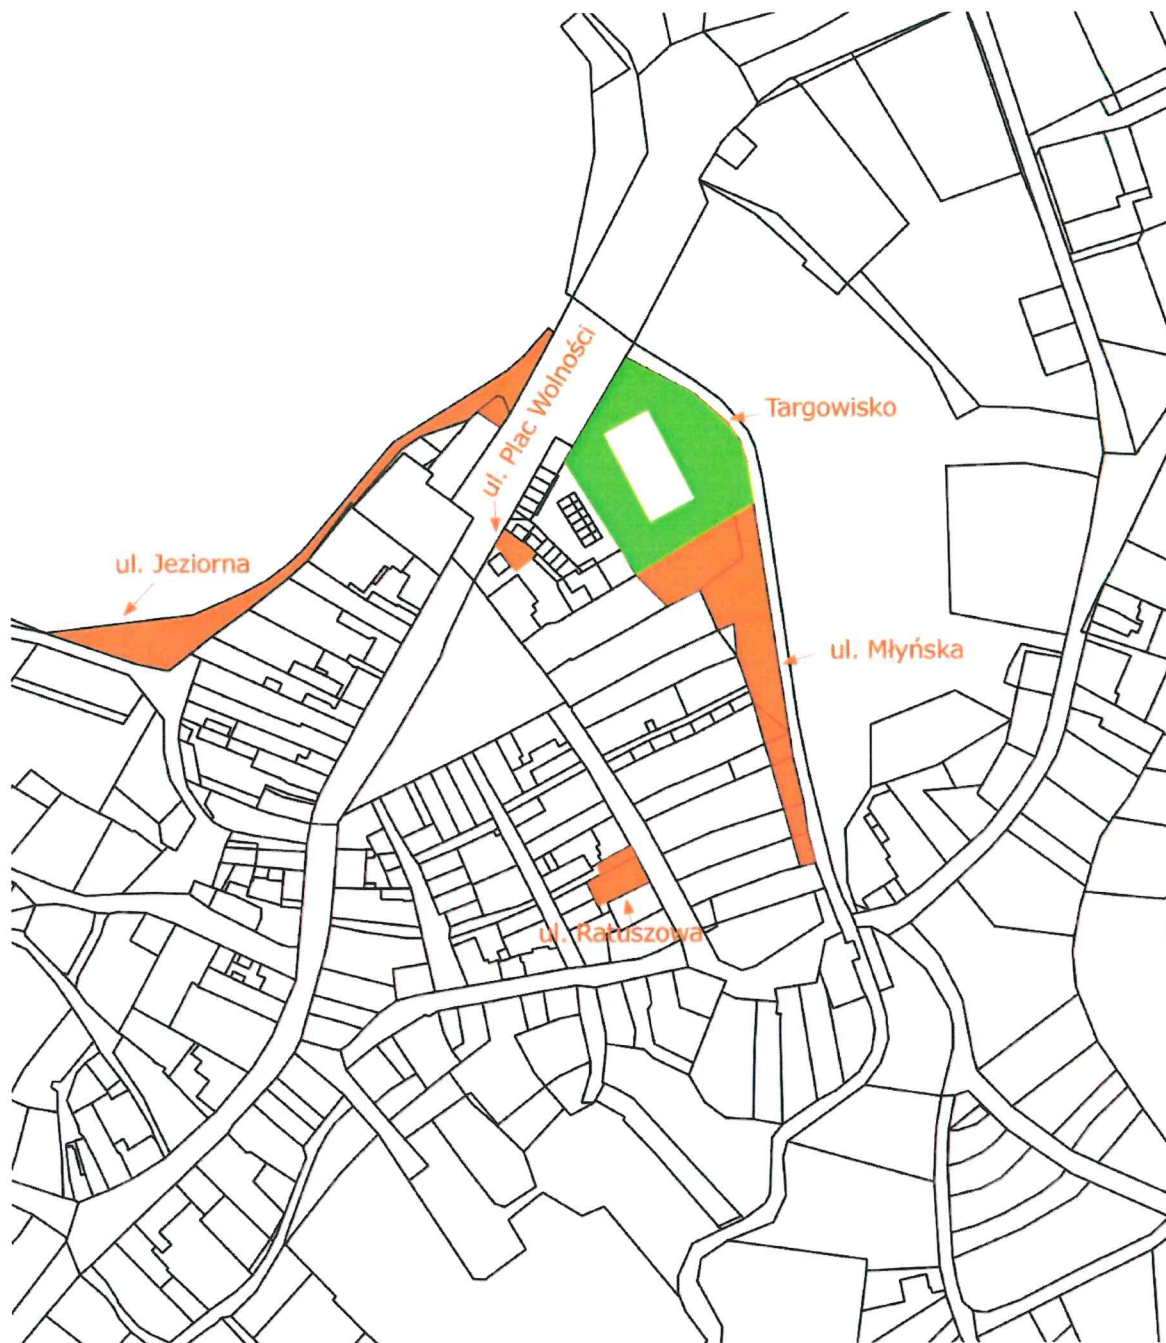 ul. Plac Wolności
Targowisko
ul. Jeziorna
ul. Młyńska
ul. Ratuszowa